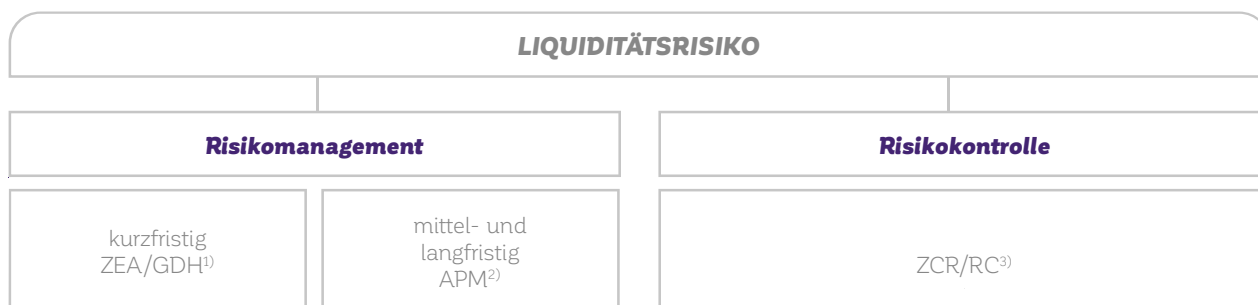 LIQUIDITÄTSRISIKO
Risikomanagement
Risikokontrolle
kurzfristig
ZEA/GDH¹⁾
mittel- und
langfristig
APM²⁾
ZCR/RC³⁾